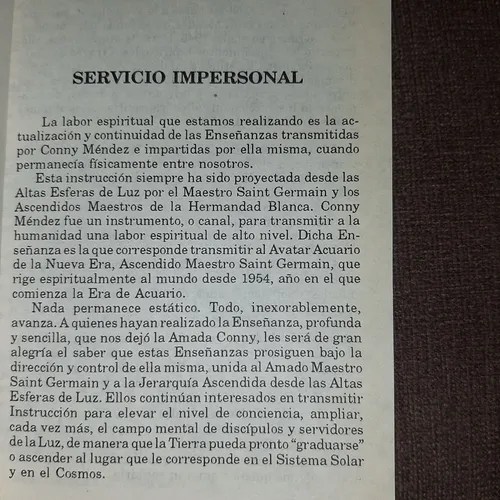 SERVICIO IMPERSONAL
La labor espiritual que estamos realizando es la ac-
tualización y continuidad de las Enseñanzas transmitidas
por Conny Méndez e impartidas por ella misma, cuando
permanecía físicamente entre nosotros.
Esta instrucción siempre ha sido proyectada desde las
Altas Esferas de Luz por el Maestro Saint Germain y los
Ascendidos Maestros de la Hermandad Blanca. Conny
Méndez fue un instrumento, o canal, para transmitir a la
humanidad una labor espiritual de alto nivel. Dicha En-
señanza es la que corresponde transmitir al Avatar Acuario
de la Nueva Era, Ascendido Maestro Saint Germain, que
rige espiritualmente al mundo desde 1954, año en el que
comienza la Era de Acuario.
Nada permanece estático. Todo, inexorablemente,
avanza. A quienes hayan realizado la Enseñanza, profunda
y sencilla, que nos dejó la Amada Conny, les será de gran
alegría el saber que estas Enseñanzas prosiguen bajo la
dirección y control de ella misma, unida al Amado Maestro
Saint Germain y a la Jerarquía Ascendida desde las Altas
Esferas de Luz. Ellos continúan interesados en transmitir
Instrucción para elevar el nivel de conciencia, ampliar,
cada vez más, el campo mental de discípulos y servidores
de la Luz, de manera que la Tierra pueda pronto "graduarse"
o ascender al lugar que le corresponde en el Sistema Solar
y en el Cosmos.